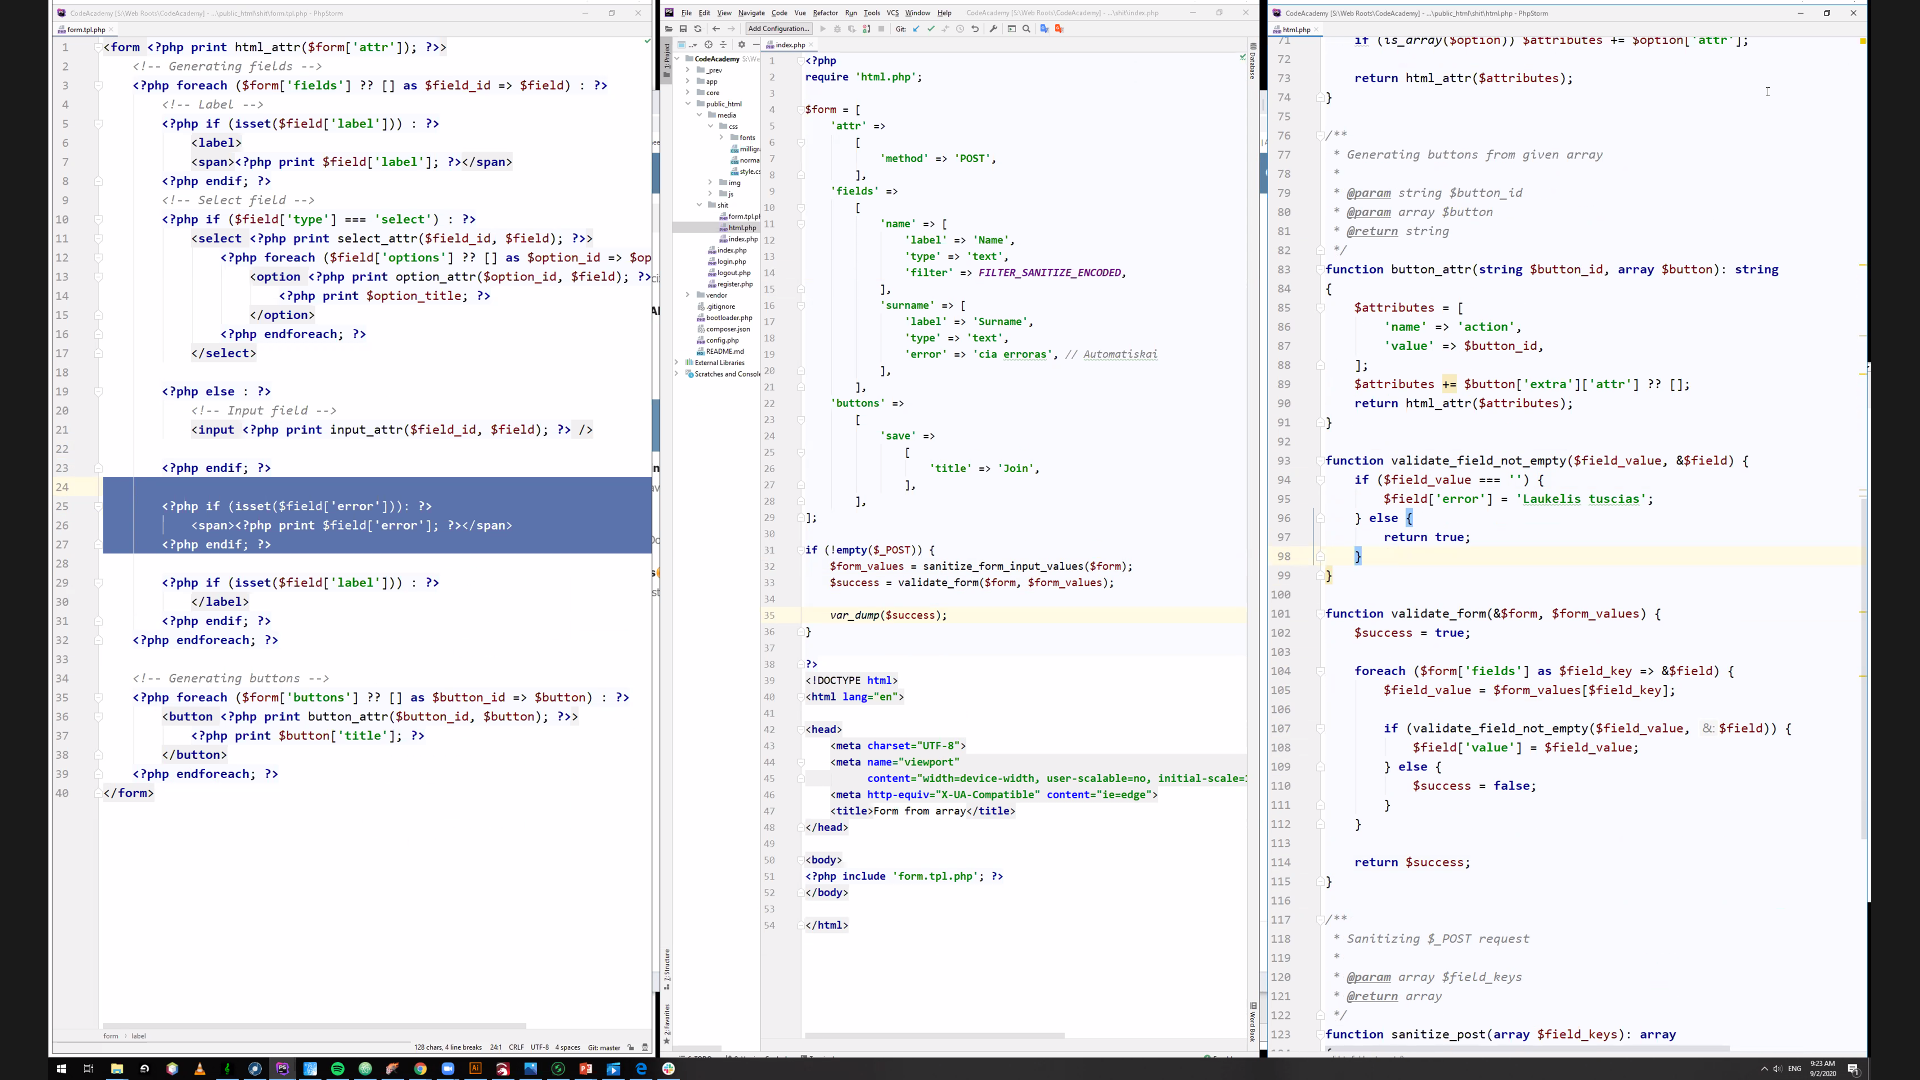 CodeAcademy [S:\Web Roots\CodeAcademy] - ...\public_html\shit\form.tpl.php - PhpStorm
form.tpl.php
1 <form <?php print html_attr($form['attr']); ?>>
2 <!-- Generating fields -->
3 <?php foreach ($form['fields'] ?? [] as $field_id => $field) : ?>
4 <!-- Label -->
5 <?php if (isset($field['label'])) : ?>
6 <label>
7 <span><?php print $field['label']; ?></span>
8 <?php endif; ?>
9 <!-- Select field -->
10 <?php if ($field['type'] === 'select') : ?>
11 <select <?php print select_attr($field_id, $field); ?>>
12 <?php foreach ($field['options'] ?? [] as $option_id => $op
13 <option <?php print option_attr($option_id, $field); ?>
14 <?php print $option_title; ?>
15 </option>
16 <?php endforeach; ?>
17 </select>
18
19 <?php else : ?>
20 <!-- Input field -->
21 <input <?php print input_attr($field_id, $field); ?> />
22
23 <?php endif; ?>
24
25 <?php if (isset($field['error'])): ?>
26 <span><?php print $field['error']; ?></span>
27 <?php endif; ?>
28
29 <?php if (isset($field['label'])) : ?>
30 </label>
31 <?php endif; ?>
32 <?php endforeach; ?>
33
34 <!-- Generating buttons -->
35 <?php foreach ($form['buttons'] ?? [] as $button_id => $button) : ?>
36 <button <?php print button_attr($button_id, $button); ?>>
37 <?php print $button['title']; ?>
38 </button>
39 <?php endforeach; ?>
40 </form>
form label
128 chars, 4 line breaks 24:1 CRLF UTF-8 4 spaces Git: master
File Edit View Navigate Code Refactor Run Tools VCS Window Help CodeAcademy [S:\Web Roots\CodeAcademy] - ...\shit\index.php
Add Configuration... Git:
index.php
1: Project
CodeAcademy S:\We
_prev
app
core
public_html
media
css
fonts
milligr
norma
style.cs
img
js
shit
form.tpl.pl
html.php
index.php
index.php
login.php
logout.php
register.php
vendor
.gitignore
bootloader.php
composer.json
config.php
README.md
External Libraries
Scratches and Console
Z: Structure
2: Favorites
1 <?php
2 require 'html.php';
3
4 $form = [
5 'attr' =>
6 [
7 'method' => 'POST',
8 ],
9 'fields' =>
10 [
11 'name' => [
12 'label' => 'Name',
13 'type' => 'text',
14 'filter' => FILTER_SANITIZE_ENCODED,
15 ],
16 'surname' => [
17 'label' => 'Surname',
18 'type' => 'text',
19 'error' => 'cia erroras', // Automatiskai
20 ],
21 ],
22 'buttons' =>
23 [
24 'save' =>
25 [
26 'title' => 'Join',
27 ],
28 ],
29 ];
30
31 if (!empty($_POST)) {
32 $form_values = sanitize_form_input_values($form);
33 $success = validate_form($form, $form_values);
34
35 var_dump($success);
36 }
37
38 ?>
39 <!DOCTYPE html>
40 <html lang="en">
41
42 <head>
43 <meta charset="UTF-8">
44 <meta name="viewport"
45 content="width=device-width, user-scalable=no, initial-scale=1
46 <meta http-equiv="X-UA-Compatible" content="ie=edge">
47 <title>Form from array</title>
48 </head>
49
50 <body>
51 <?php include 'form.tpl.php'; ?>
52 </body>
53
54 </html>
Database
Word Book
CodeAcademy [S:\Web Roots\CodeAcademy] - ...\public_html\shit\html.php - PhpStorm
html.php
71 if (is_array($option)) $attributes += $option['attr'];
72
73 return html_attr($attributes);
74 }
75
76 /**
77 * Generating buttons from given array
78 *
79 * @param string $button_id
80 * @param array $button
81 * @return string
82 */
83 function button_attr(string $button_id, array $button): string
84 {
85 $attributes = [
86 'name' => 'action',
87 'value' => $button_id,
88 ];
89 $attributes += $button['extra']['attr'] ?? [];
90 return html_attr($attributes);
91 }
92
93 function validate_field_not_empty($field_value, &$field) {
94 if ($field_value === '') {
95 $field['error'] = 'Laukelis tuscias';
96 } else {
97 return true;
98 }
99 }
100
101 function validate_form(&$form, $form_values) {
102 $success = true;
103
104 foreach ($form['fields'] as $field_key => &$field) {
105 $field_value = $form_values[$field_key];
106
107 if (validate_field_not_empty($field_value, &: $field)) {
108 $field['value'] = $field_value;
109 } else {
110 $success = false;
111 }
112 }
113
114 return $success;
115 }
116
117 /**
118 * Sanitizing $_POST request
119 *
120 * @param array $field_keys
121 * @return array
122 */
123 function sanitize_post(array $field_keys): array
ENG
9:23 AM
9/2/2020